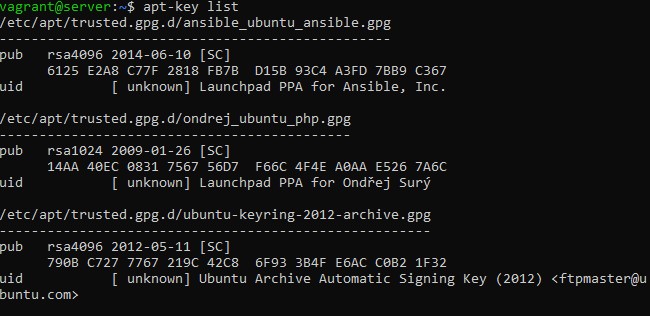 vagrant@server:~$ apt-key list
/etc/apt/trusted.gpg.d/ansible_ubuntu_ansible.gpg
-------------------------------------------------
pub   rsa4096 2014-06-10 [SC]
      6125 E2A8 C77F 2818 FB7B  D15B 93C4 A3FD 7BB9 C367
uid           [ unknown] Launchpad PPA for Ansible, Inc.

/etc/apt/trusted.gpg.d/ondrej_ubuntu_php.gpg
--------------------------------------------
pub   rsa1024 2009-01-26 [SC]
      14AA 40EC 0831 7567 56D7  F66C 4F4E A0AA E526 7A6C
uid           [ unknown] Launchpad PPA for Ondřej Surý

/etc/apt/trusted.gpg.d/ubuntu-keyring-2012-archive.gpg
------------------------------------------------------
pub   rsa4096 2012-05-11 [SC]
      790B C727 7767 219C 42C8  6F93 3B4F E6AC C0B2 1F32
uid           [ unknown] Ubuntu Archive Automatic Signing Key (2012) <ftpmaster@u
buntu.com>